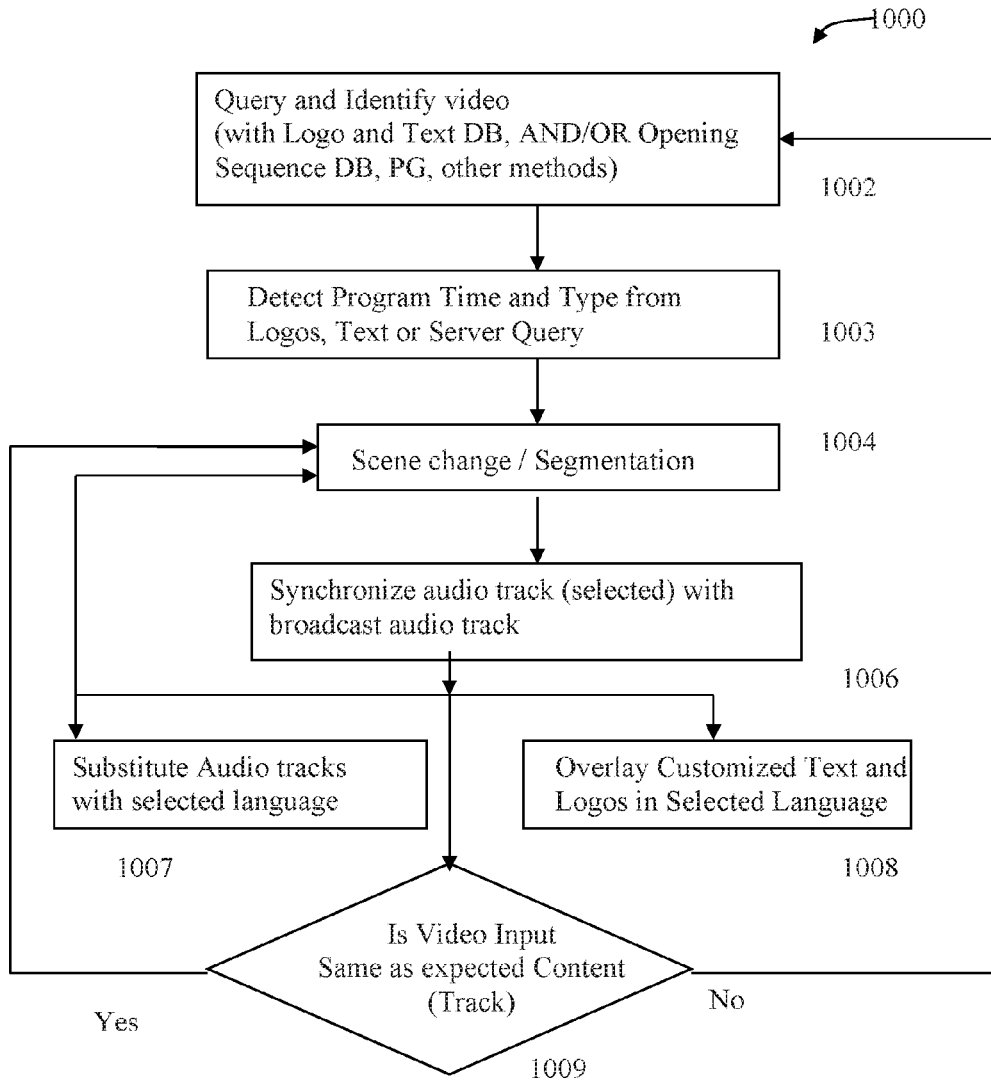 1000
Query and Identify video
(with Logo and Text DB, AND/OR Opening
Sequence DB, PG, other methods)
1002
Detect Program Time and Type from
Logos, Text or Server Query
1003
Scene change / Segmentation
1004
Synchronize audio track (selected) with
broadcast audio track
1006
Substitute Audio tracks
with selected language
1007
Overlay Customized Text and
Logos in Selected Language
1008
Is Video Input
Same as expected Content
(Track)
Yes
No
1009